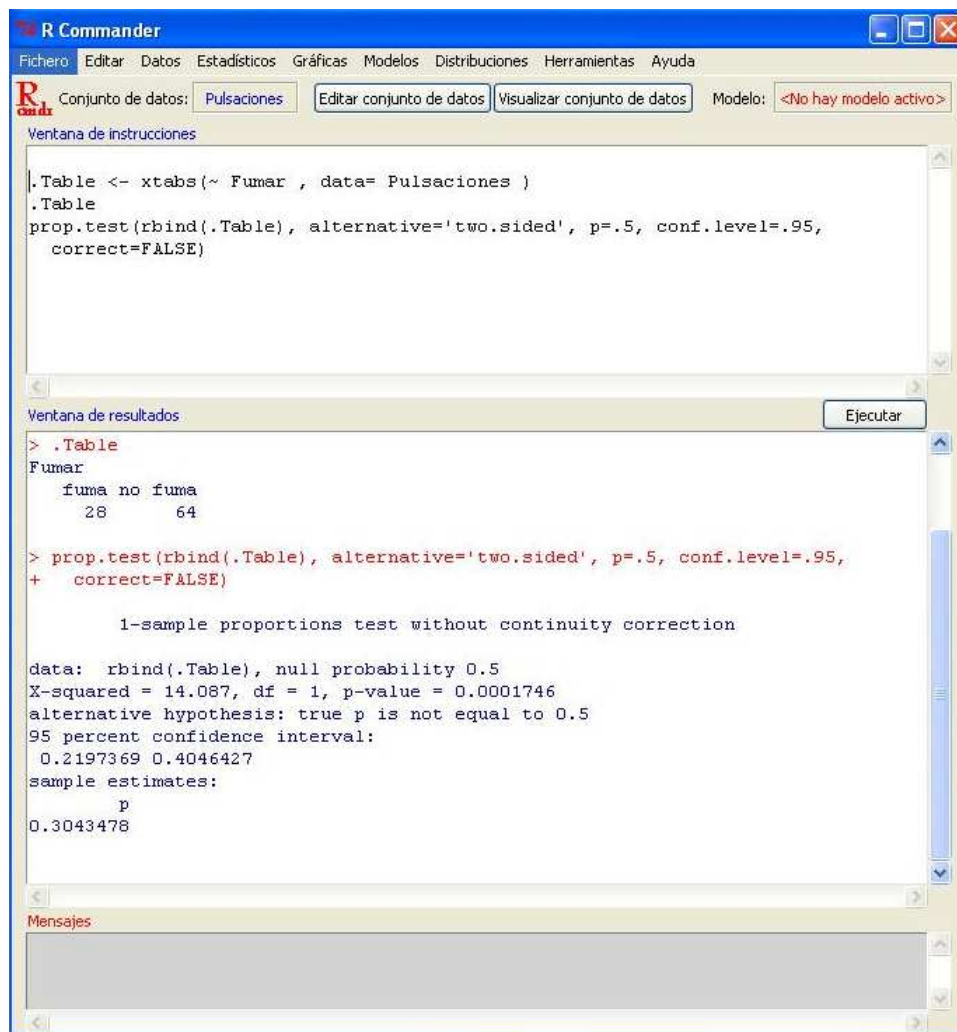 R Commander
Fichero Editar Datos Estadísticos Gráficas Modelos Distribuciones Herramientas Ayuda
R Conjunto de datos: Pulsaciones Editar conjunto de datos Visualizar conjunto de datos Modelo: <No hay modelo activo>
Ventana de instrucciones
.Table <- xtabs(~ Fumar , data= Pulsaciones )
.Table
prop.test(rbind(.Table), alternative='two.sided', p=.5, conf.level=.95,
correct=FALSE)
Ventana de resultados
Ejecutar
> .Table
Fumar
fuma no fuma
28 64
> prop.test(rbind(.Table), alternative='two.sided', p=.5, conf.level=.95,
+ correct=FALSE)
1-sample proportions test without continuity correction
data: rbind(.Table), null probability 0.5
X-squared = 14.087, df = 1, p-value = 0.0001746
alternative hypothesis: true p is not equal to 0.5
95 percent confidence interval:
0.2197369 0.4046427
sample estimates:
p
0.3043478
Mensajes